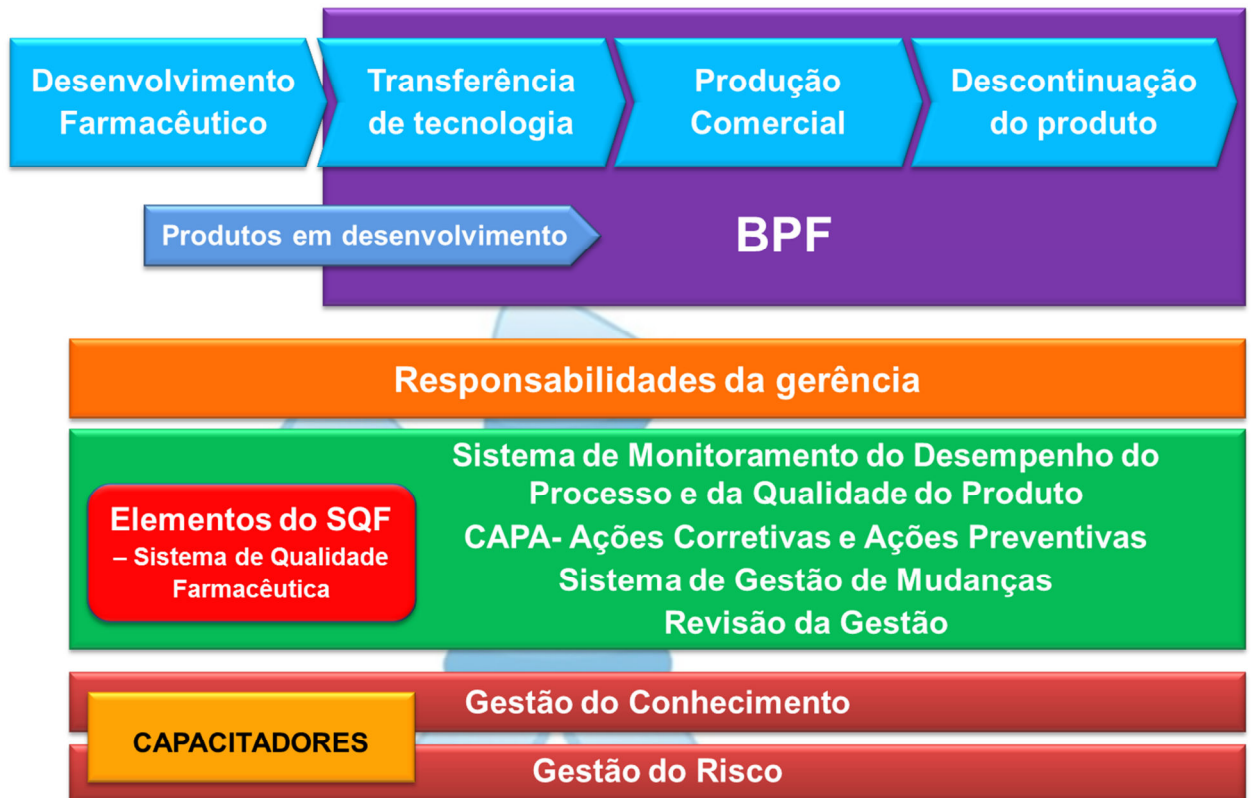 Desenvolvimento
Farmacêutico
Transferência
de tecnologia
Produção
Comercial
Descontinuação
do produto
Produtos em desenvolvimento
BPF
Responsabilidades da gerência
Elementos do SQF
– Sistema de Qualidade
Farmacêutica
Sistema de Monitoramento do Desempenho do
Processo e da Qualidade do Produto
CAPA- Ações Corretivas e Ações Preventivas
Sistema de Gestão de Mudanças
Revisão da Gestão
CAPACITADORES
Gestão do Conhecimento
Gestão do Risco